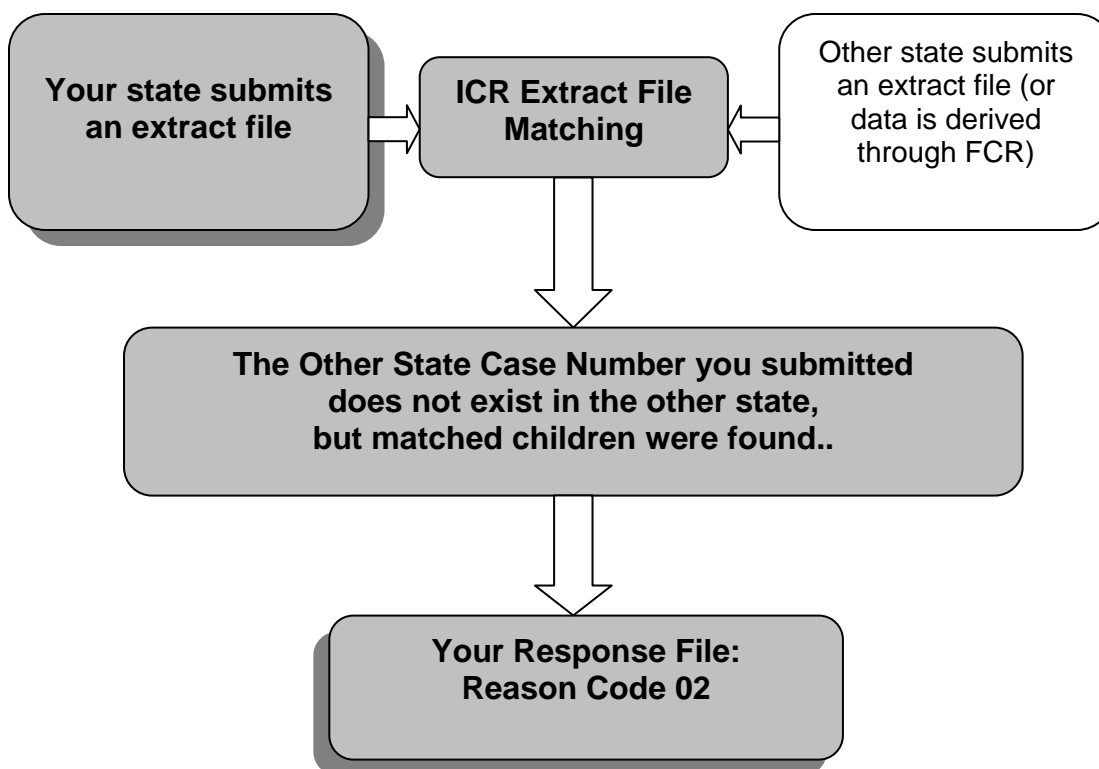 Your state submits
an extract file
ICR Extract File
Matching
Other state submits
an extract file (or
data is derived
through FCR)
The Other State Case Number you submitted
does not exist in the other state,
but matched children were found..
Your Response File:
Reason Code 02